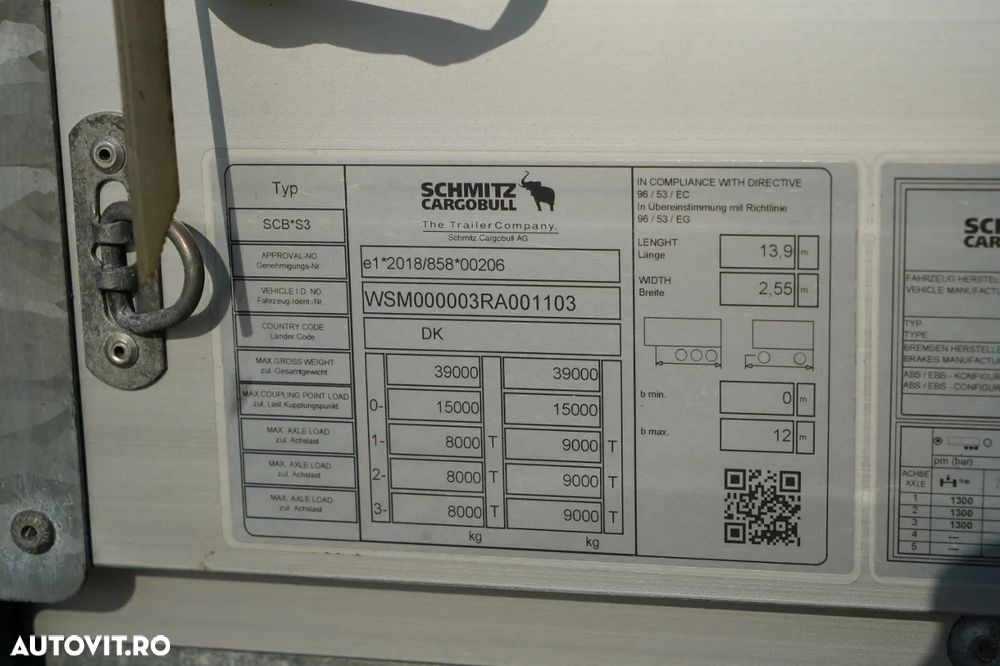 Typ
SCB*S3
APPROVAL-NO
Genehmigungs-Nr
VEHICLE I.D NO.
Fahrzeug-Ident.-Nr.
COUNTRY CODE
Länder Code
MAX.GROSS WEIGHT
zul. Gesamtgewicht
MAX.COUPLING POINT LOAD
zul. Last Kupplungspunkt
MAX. AXLE LOAD
zul. Achslast
MAX. AXLE LOAD
zul. Achslast
MAX. AXLE LOAD
zul. Achslast
SCHMITZ
CARGOBULL
The Trailer Company.
Schmitz Cargobull AG
e1*2018/858*00206
WSM000003RA001103
DK
39000 39000
0- 15000 15000
1- 8000 T 9000 T
2- 8000 T 9000 T
3- 8000 T 9000 T
kg kg
IN COMPLIANCE WITH DIRECTIVE
96 / 53 / EC
In Übereinstimmung mit Richtlinie
96 / 53 / EG
LENGHT
Länge
13,9 m
WIDTH
Breite
2,55 m
b min. 0 m
b max. 12 m
SC
CAR
FAHRZEUG HERSTEL
VEHICLE MANUFACTU
TYP
TYPE
BREMSEN HERSTELLE
BRAKES MANUFACTU
ABS / EBS - KONFIGUR
ABS / EBS - CONFIGUR
pm (bar)
ACHSE
AXLE
1 1300
2 1300
3 1300
4 ---
5 ---
AUTOVIT.RO